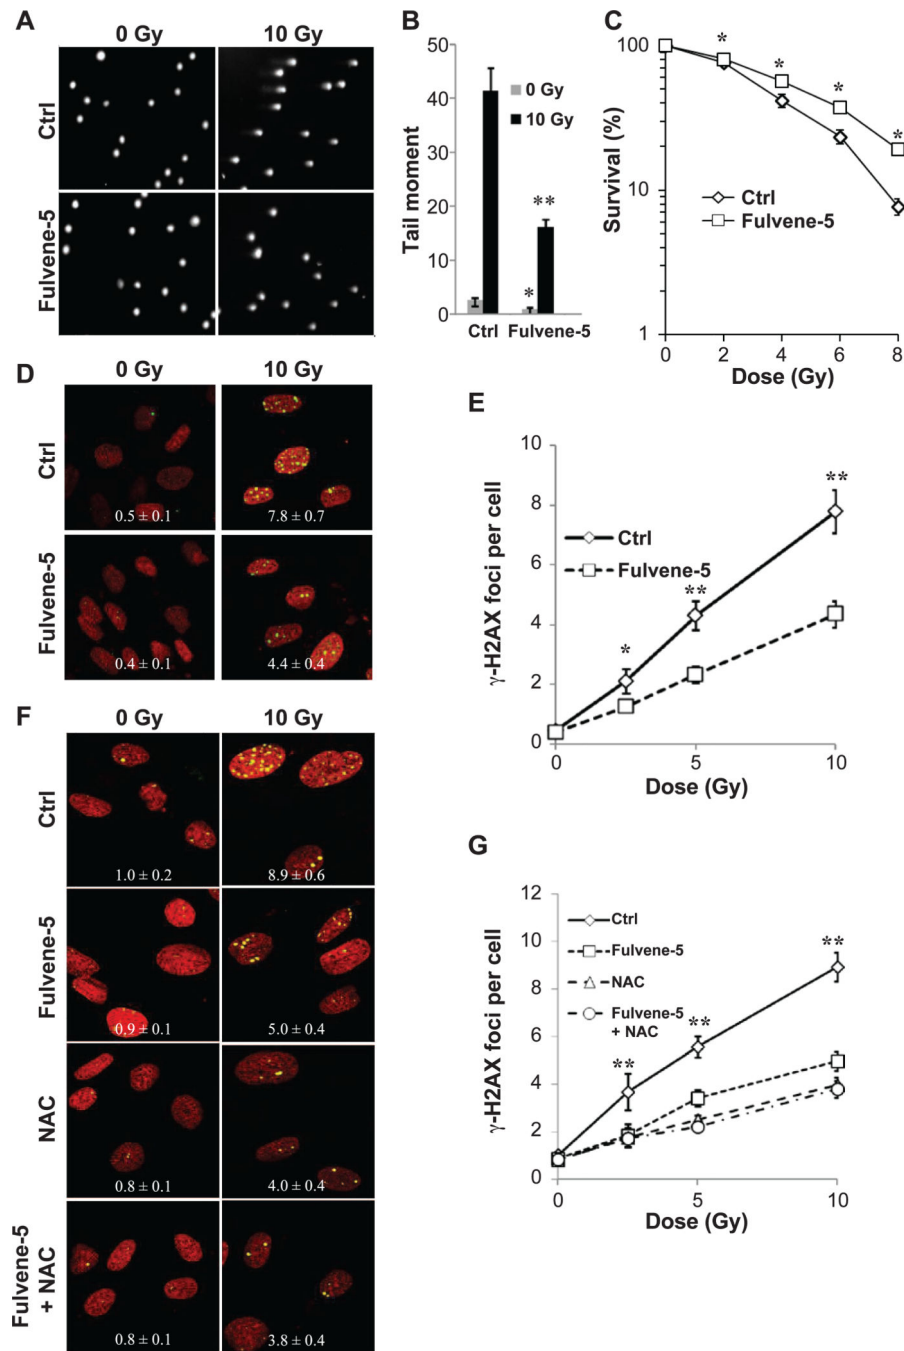 A
0 Gy
10 Gy
Ctrl
Fulvene-5
B
50
40
30
20
10
0
Tail moment
0 Gy
10 Gy
**
*
Ctrl
Fulvene-5
C
100
10
1
Survival (%)
*
*
*
*
Ctrl
Fulvene-5
0
2
4
6
8
Dose (Gy)
D
0 Gy
10 Gy
Ctrl
0.5 ± 0.1
7.8 ± 0.7
Fulvene-5
0.4 ± 0.1
4.4 ± 0.4
E
10
8
6
4
2
0
γ-H2AX foci per cell
Ctrl
Fulvene-5
*
**
**
0
5
10
Dose (Gy)
F
0 Gy
10 Gy
Ctrl
1.0 ± 0.2
8.9 ± 0.6
Fulvene-5
0.9 ± 0.1
5.0 ± 0.4
NAC
0.8 ± 0.1
4.0 ± 0.4
Fulvene-5
+ NAC
0.8 ± 0.1
3.8 ± 0.4
G
12
10
8
6
4
2
0
γ-H2AX foci per cell
Ctrl
Fulvene-5
NAC
Fulvene-5
+ NAC
**
**
**
0
5
10
Dose (Gy)